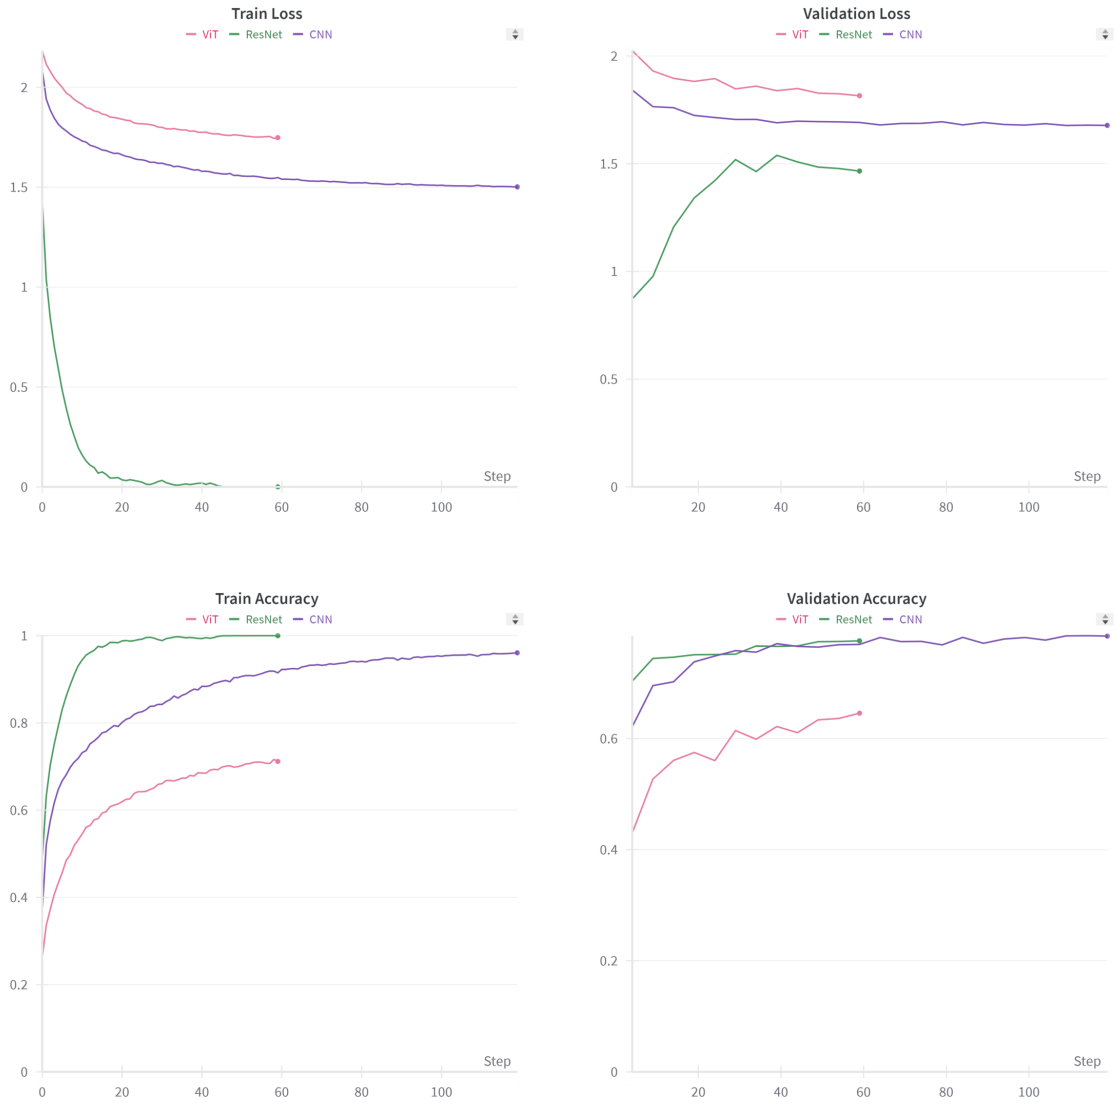 Train Loss
ViT ResNet CNN
2
1.5
1
0.5
0
0 20 40 60 80 100
Step
Validation Loss
ViT ResNet CNN
2
1.5
1
0.5
0
20 40 60 80 100
Step
Train Accuracy
ViT ResNet CNN
1
0.8
0.6
0.4
0.2
0
0 20 40 60 80 100
Step
Validation Accuracy
ViT ResNet CNN
0.6
0.4
0.2
0
20 40 60 80 100
Step